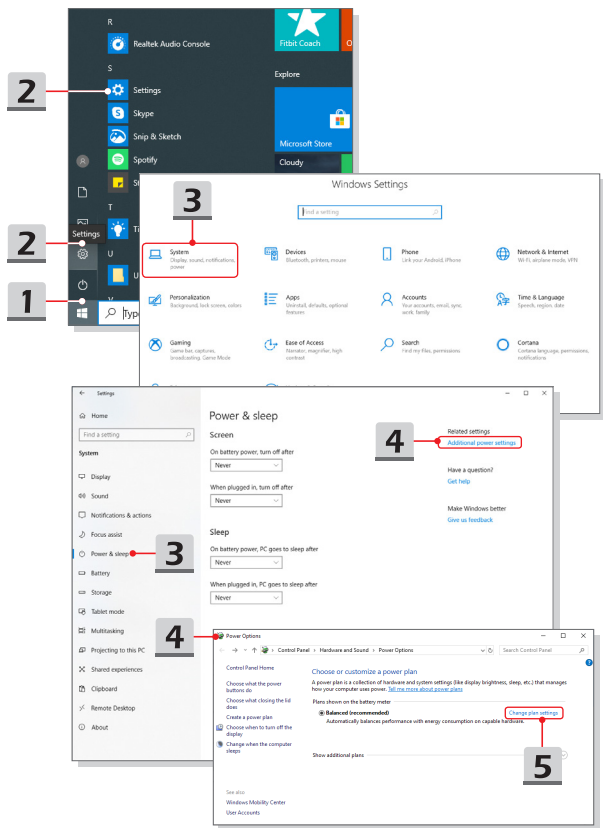 R
Realtek Audio Console
S
2
Settings
Skype
Snip & Sketch
Spotify
T
Settings
2
U
1
Fitbit Coach
Explore
Microsoft Store
Cloudy
Windows Settings
Find a setting
3
System
Display, sound, notifications, power
Devices
Bluetooth, printers, mouse
Phone
Link your Android, iPhone
Network & Internet
Wi-Fi, airplane mode, VPN
Personalization
Background, lock screen, colors
Apps
Uninstall, defaults, optional features
Accounts
Your accounts, email, sync, work, family
Time & Language
Speech, region, date
Gaming
Game bar, captures, broadcasting, Game Mode
Ease of Access
Narrator, magnifier, high contrast
Search
Find my files, permissions
Cortana
Cortana language, permissions, notifications
Settings
Home
Find a setting
System
Display
Sound
Notifications & actions
Focus assist
Power & sleep
3
Battery
Storage
Tablet mode
Multitasking
Projecting to this PC
Shared experiences
Clipboard
Remote Desktop
About
Power & sleep
Screen
On battery power, turn off after
Never
When plugged in, turn off after
Never
Sleep
On battery power, PC goes to sleep after
Never
When plugged in, PC goes to sleep after
Never
4
Related settings
Additional power settings
Have a question?
Get help
Make Windows better
Give us feedback
4
Power Options
Control Panel › Hardware and Sound › Power Options
Search Control Panel
Control Panel Home
Choose what the power
buttons do
Choose what closing the lid
does
Create a power plan
Choose when to turn off the
display
Change when the computer
sleeps
See also
Windows Mobility Center
User Accounts
Choose or customize a power plan
A power plan is a collection of hardware and system settings (like display brightness, sleep, etc.) that manages
how your computer uses power. Tell me more about power plans
Plans shown on the battery meter
Balanced (recommended)
Change plan settings
Automatically balances performance with energy consumption on capable hardware.
Show additional plans
5